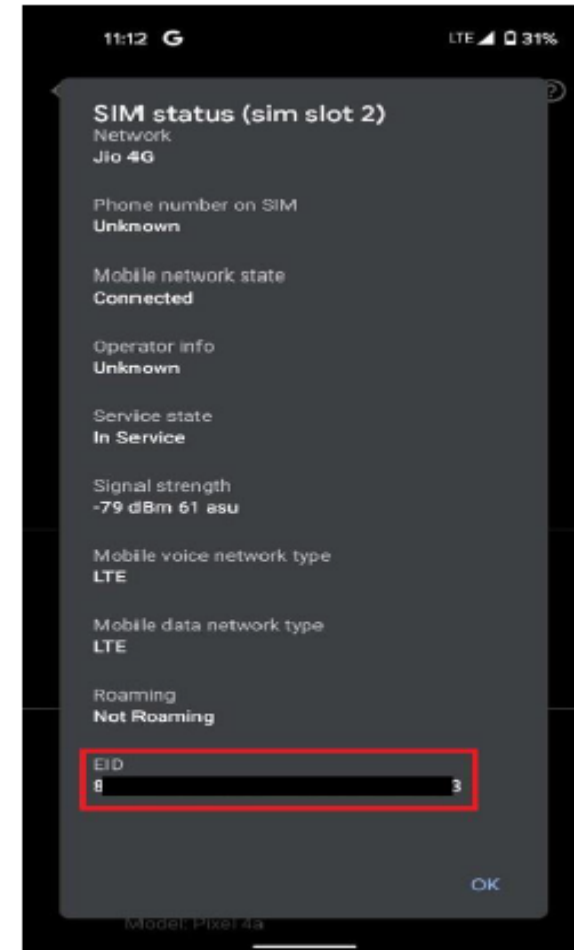 11:12 G LTE 31%
SIM status (sim slot 2)
Network
Jio 4G
Phone number on SIM
Unknown
Mobile network state
Connected
Operator info
Unknown
Service state
In Service
Signal strength
-79 dBm 61 asu
Mobile voice network type
LTE
Mobile data network type
LTE
Roaming
Not Roaming
EID
8 3
OK
Model: Pixel 4a